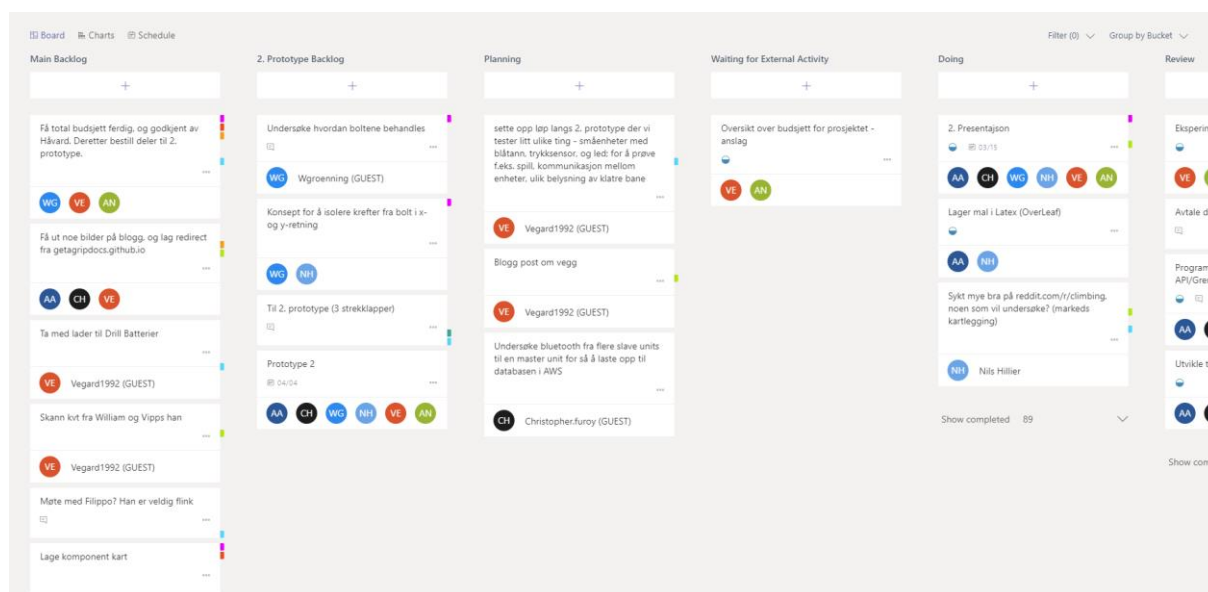 Board
Charts
Schedule
Filter (0)
Group by Bucket
Main Backlog
Få total budsjett ferdig, og godkjent av
Håvard. Deretter bestill deler til 2.
prototype.
WG VE AN
Få ut noe bilder på blogg, og lag redirect
fra getagripdocs.github.io
AA CH VE
Ta med lader til Drill Batterier
VE Vegard1992 (GUEST)
Skann kvt fra William og Vipps han
VE Vegard1992 (GUEST)
Møte med Filippo? Han er veldig flink
Lage komponent kart
2. Prototype Backlog
Undersøke hvordan boltene behandles
WG Wgroenning (GUEST)
Konsept for å isolere krefter fra bolt i x-
og y-retning
WG NH
Til 2. prototype (3 strekklapper)
Prototype 2
04/04
AA CH WG NH VE AN
Planning
sette opp løp langs 2. prototype der vi
tester litt ulike ting - småenheter med
blåtann, trykksensor, og led; for å prøve
f.eks. spill, kommunikasjon mellom
enheter, ulik belysning av klatre bane
VE Vegard1992 (GUEST)
Blogg post om vegg
VE Vegard1992 (GUEST)
Undersøke bluetooth fra flere slave units
til en master unit for så å laste opp til
databasen i AWS
CH Christopher.furoy (GUEST)
Waiting for External Activity
Oversikt over budsjett for prosjektet -
anslag
VE AN
Doing
2. Presentajson
03/15
AA CH WG NH VE AN
Lager mal i Latex (OverLeaf)
AA NH
Sykt mye bra på reddit.com/r/climbing,
noen som vil undersøke? (markeds
kartlegging)
NH Nils Hillier
Show completed 89
Review
VE
Avtale
API/
AA
Utvikle
AA
Show